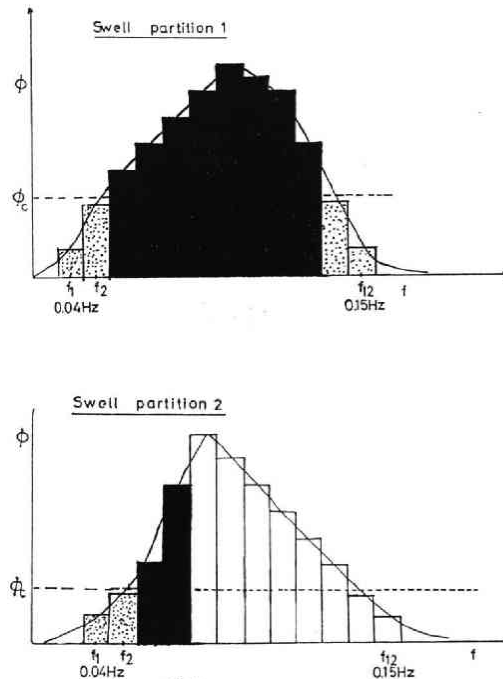 Swell partition 1
ϕ
ϕc
f1 f2 f12 f
0.04Hz 0.15Hz
Swell partition 2
ϕ
ϕc
f1 f2 f12 f
0.04Hz 0.15Hz